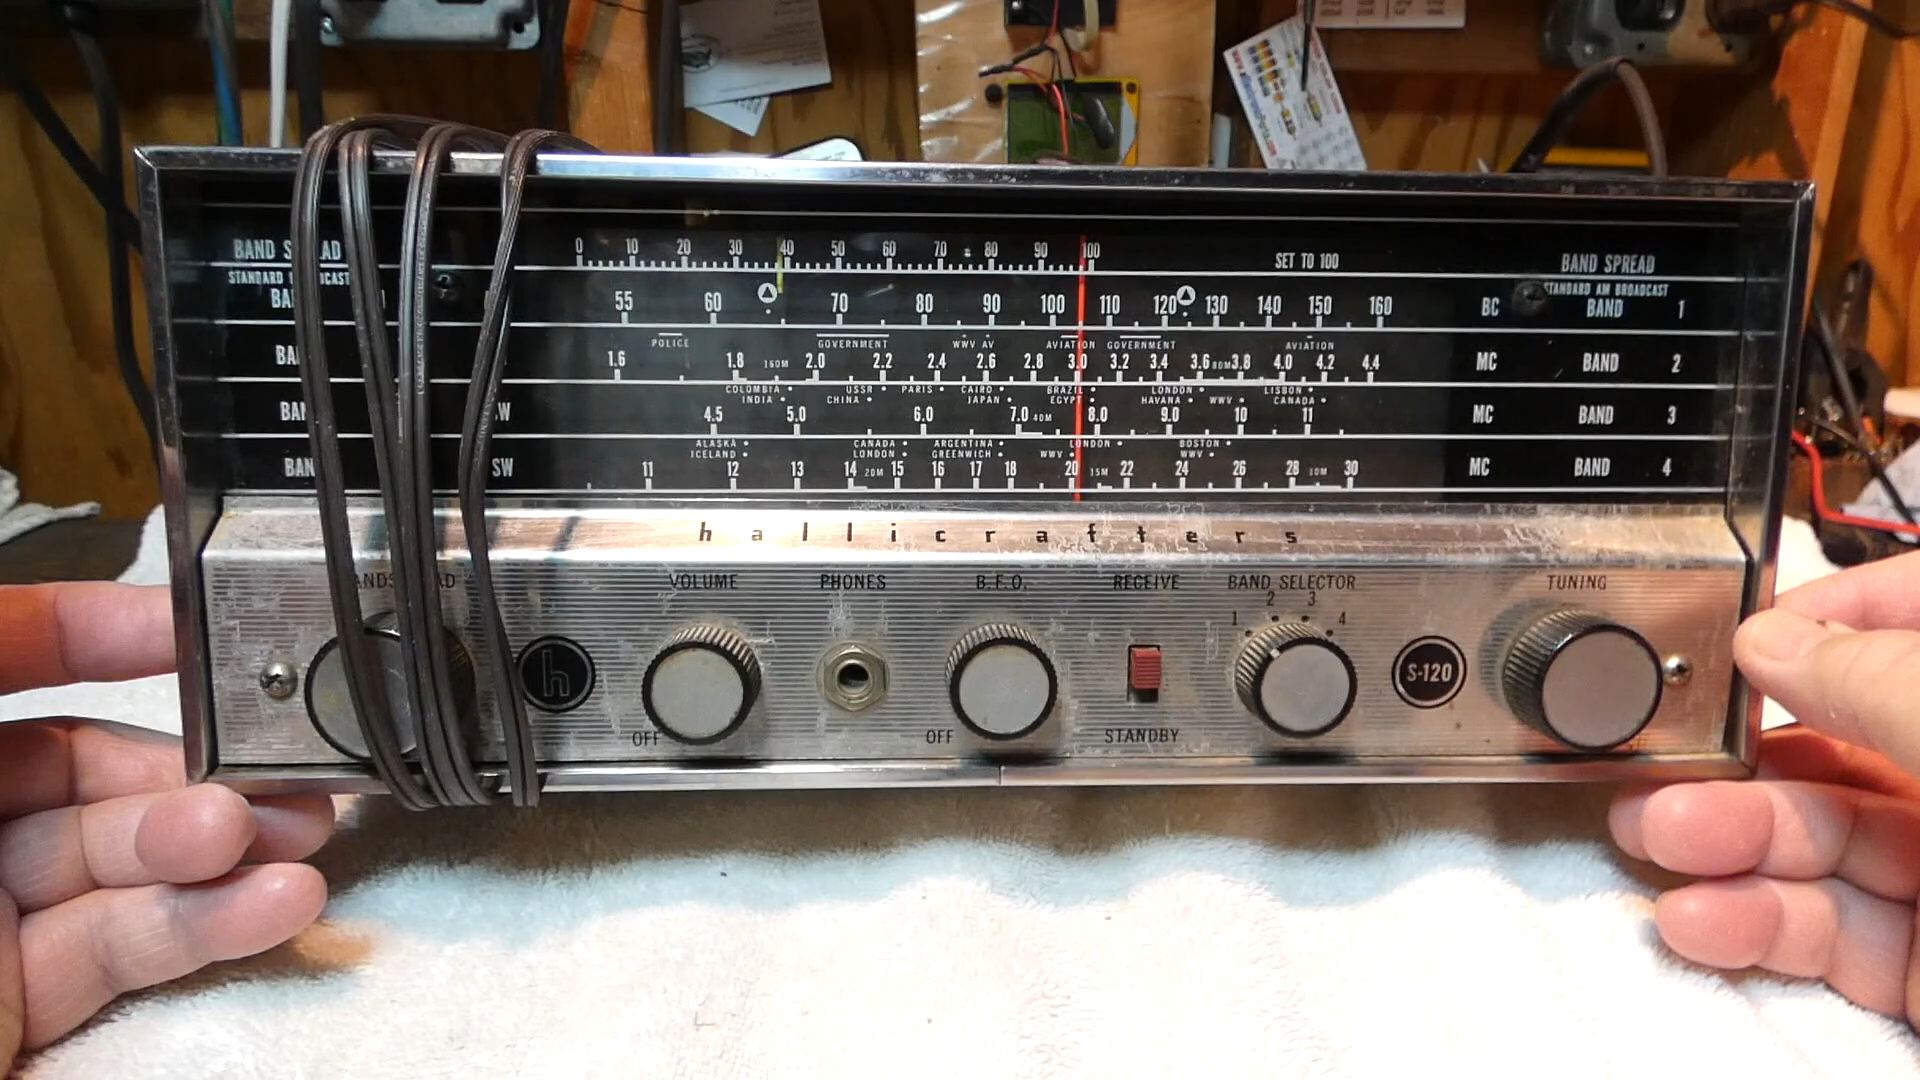 BAND SPREAD 0 10 20 30 40 50 60 70 80 90 100 SET TO 100 BAND SPREAD
STANDARD BROADCAST STANDARD AM BROADCAST
55 60 70 80 90 100 110 120 130 140 150 160 BC BAND 1
POLICE GOVERNMENT WWV AV AVIATION GOVERNMENT AVIATION
1.6 1.8 160M 2.0 2.2 2.4 2.6 2.8 3.0 3.2 3.4 3.6 80M 3.8 4.0 4.2 4.4 MC BAND 2
COLOMBIA USSR PARIS CAIRO BRAZIL LONDON LISBON
INDIA CHINA JAPAN EGYPT HAVANA WWV CANADA
4.5 5.0 6.0 7.0 40M 8.0 9.0 10 11 MC BAND 3
ALASKA CANADA ARGENTINA LONDON BOSTON
ICELAND LONDON GREENWICH WWV WWV
SW 11 12 13 14 20M 15 16 17 18 20 15M 22 24 26 28 10M 30 MC BAND 4
hallicrafters
VOLUME PHONES B.F.O. RECEIVE BAND SELECTOR TUNING
1 2 3 4
h S-120
OFF OFF STANDBY